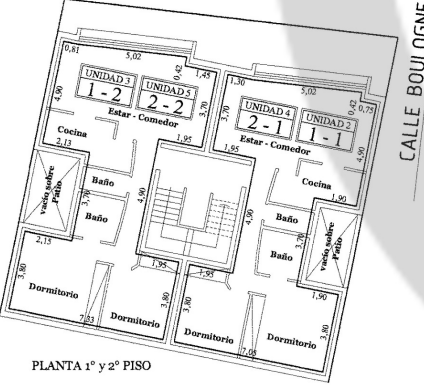 0,81
5,02
0,42
1,45
1,30
5,02
0,42
0,75
UNIDAD 3
1 - 2
UNIDAD 5
2 - 2
UNIDAD 4
2 - 1
UNIDAD 2
1 - 1
4,90
3,70
3,70
4,90
Estar - Comedor
Estar - Comedor
Cocina
2,13
1,95
1,95
Cocina
1,90
vacio sobre
Patio
Baño
3,70
Baño
4,90
4,90
Baño
Baño
3,70
vacio sobre
Patio
2,15
1,95
1,95
1,90
3,80
Dormitorio
Dormitorio
3,80
3,80
Dormitorio
Dormitorio
3,80
7,33
7,05
PLANTA 1° y 2° PISO
CALLE BOULOGNE